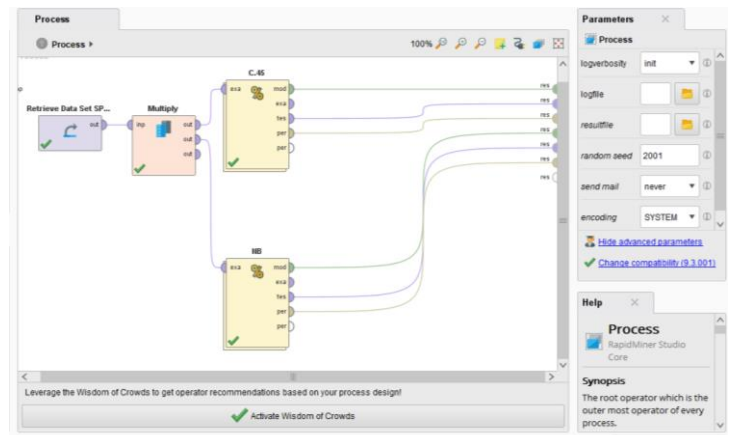 Process
Process
100%
C.45
exa
mod
exa
tes
per
per
Retrieve Data Set SP...
out
Multiply
inp
out
out
out
NB
exa
mod
exa
tes
per
per
res
res
res
res
res
res
res
Leverage the Wisdom of Crowds to get operator recommendations based on your process design!
Activate Wisdom of Crowds
Parameters
Process
logverbosity
init
logfile
resultfile
random seed
2001
send mail
never
encoding
SYSTEM
Hide advanced parameters
Change compatibility (9.3.001)
Help
Process
RapidMiner Studio
Core
Synopsis
The root operator which is the
outer most operator of every
process.